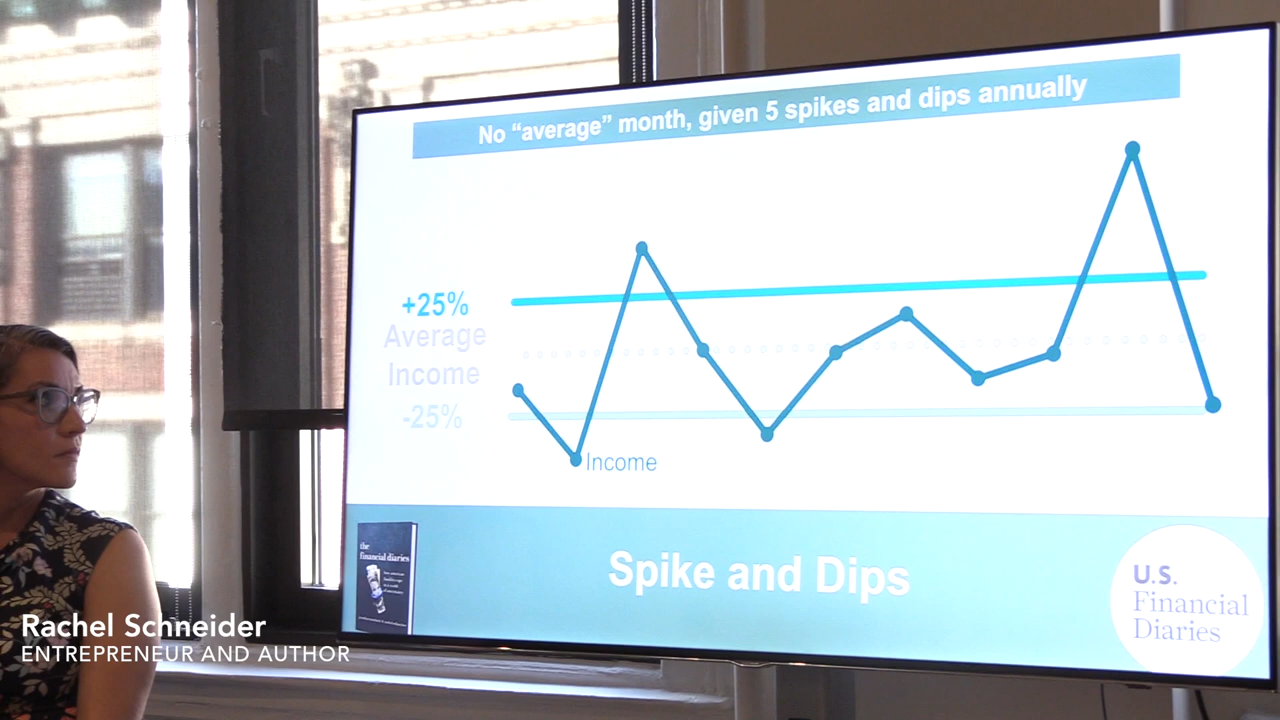 No “average” month, given 5 spikes and dips annually
+25%
Average
Income
-25%
Income
the
financial diaries
Spike and Dips
U.S.
Financial
Diaries
Rachel Schneider
ENTREPRENEUR AND AUTHOR